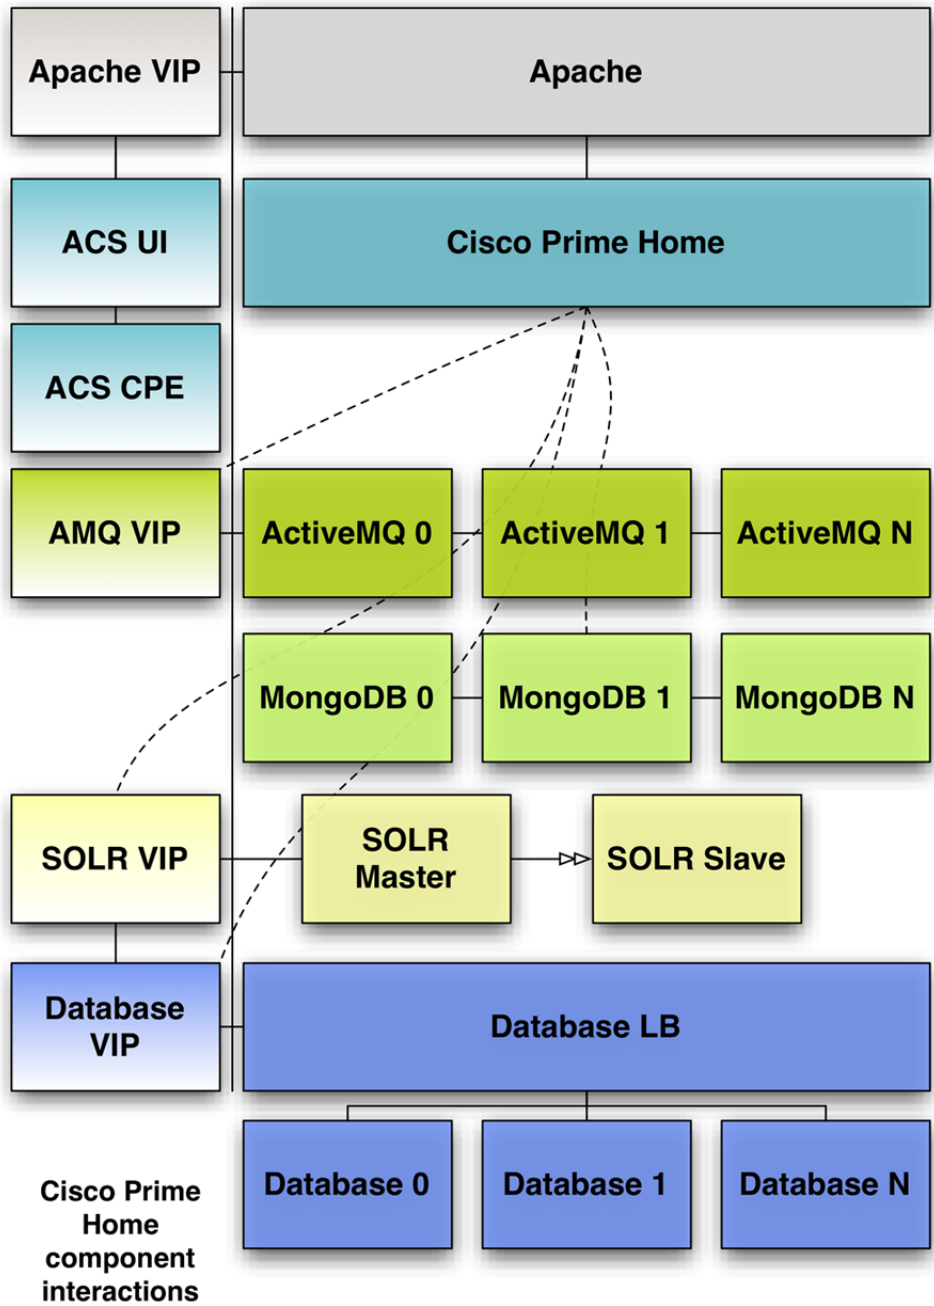 Apache VIP
Apache
ACS UI
Cisco Prime Home
ACS CPE
AMQ VIP
ActiveMQ 0
ActiveMQ 1
ActiveMQ N
MongoDB 0
MongoDB 1
MongoDB N
SOLR VIP
SOLR
Master
SOLR Slave
Database
VIP
Database LB
Database 0
Database 1
Database N
Cisco Prime
Home
component
interactions